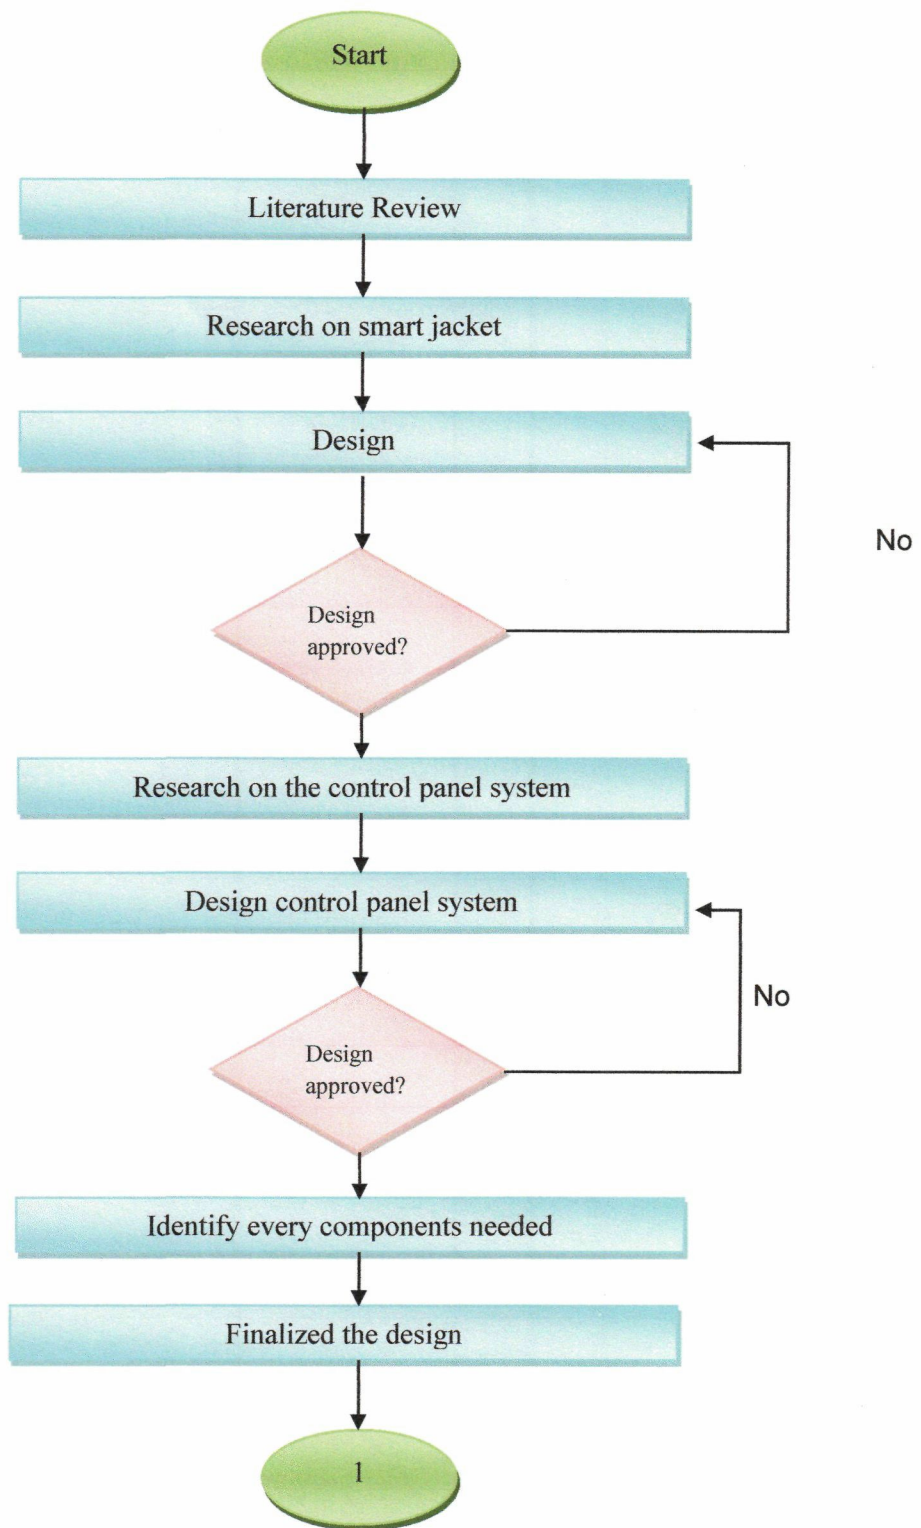 Start
Literature Review
Research on smart jacket
Design
No
Design
approved?
Research on the control panel system
Design control panel system
No
Design
approved?
Identify every components needed
Finalized the design
1